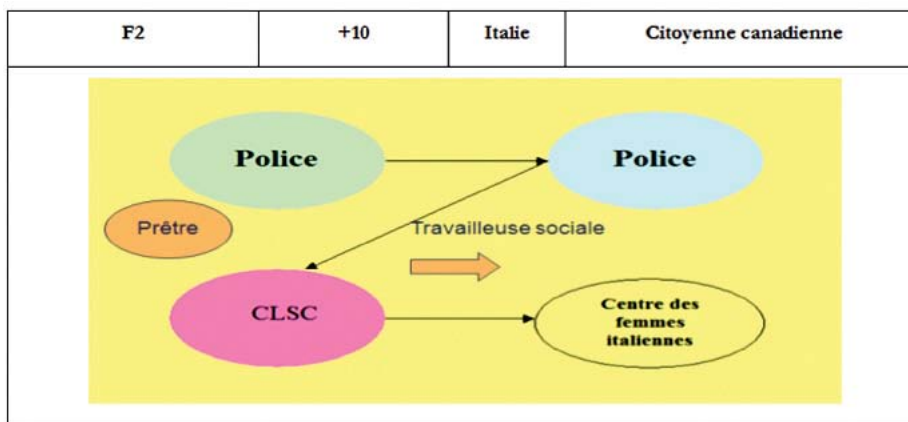 F2 +10 Italie Citoyenne canadienne
Police Police
Prêtre
Travailleuse sociale
CLSC
Centre des
femmes
italiennes